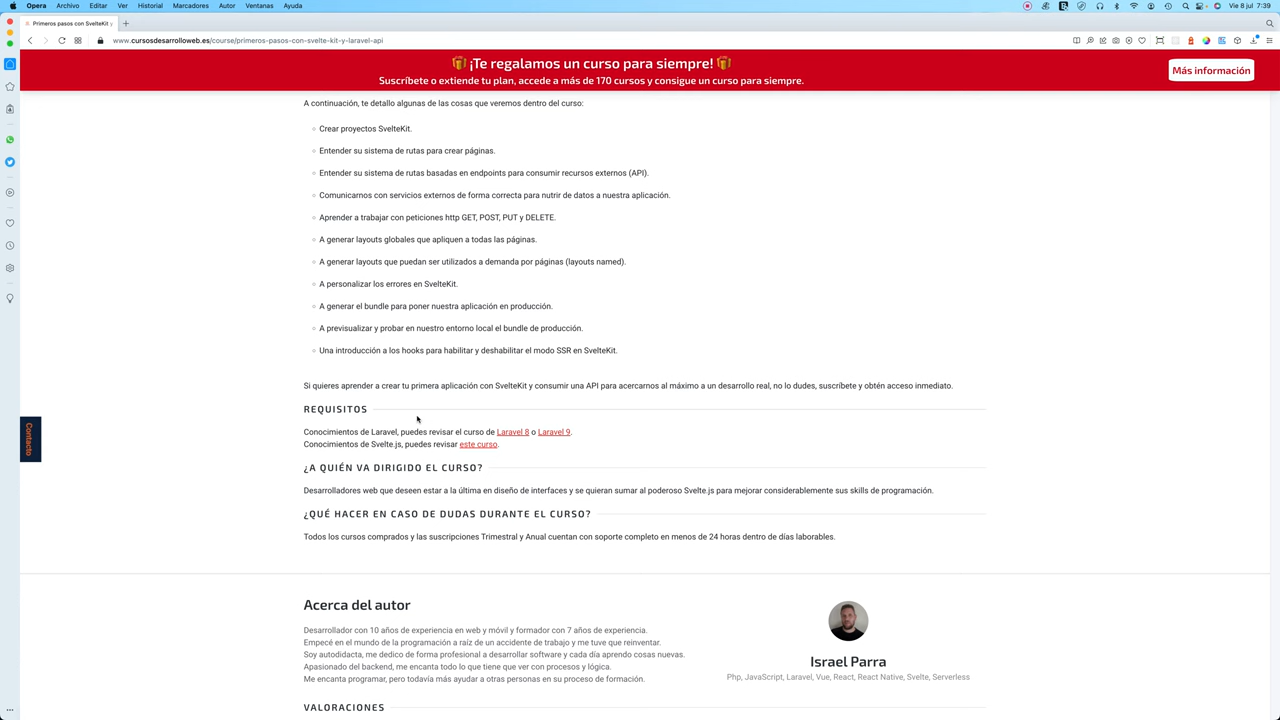 Opera Archivo Editar Ver Historial Marcadores Autor Ventanas Ayuda
Vie 8 jul 7:39
Primeros pasos con SvelteKit y
www.cursosdesarrolloweb.es/course/primeros-pasos-con-svelte-kit-y-laravel-api
¡Te regalamos un curso para siempre!
Suscríbete o extiende tu plan, accede a más de 170 cursos y consigue un curso para siempre.
Más información
A continuación, te detallo algunas de las cosas que veremos dentro del curso:
Crear proyectos SvelteKit.
Entender su sistema de rutas para crear páginas.
Entender su sistema de rutas basadas en endpoints para consumir recursos externos (API).
Comunicarnos con servicios externos de forma correcta para nutrir de datos a nuestra aplicación.
Aprender a trabajar con peticiones http GET, POST, PUT y DELETE.
A generar layouts globales que apliquen a todas las páginas.
A generar layouts que puedan ser utilizados a demanda por páginas (layouts named).
A personalizar los errores en SvelteKit.
A generar el bundle para poner nuestra aplicación en producción.
A previsualizar y probar en nuestro entorno local el bundle de producción.
Una introducción a los hooks para habilitar y deshabilitar el modo SSR en SvelteKit.
Si quieres aprender a crear tu primera aplicación con SvelteKit y consumir una API para acercarnos al máximo a un desarrollo real, no lo dudes, suscríbete y obtén acceso inmediato.
REQUISITOS
Conocimientos de Laravel, puedes revisar el curso de Laravel 8 o Laravel 9.
Conocimientos de Svelte.js, puedes revisar este curso.
Contacto
¿A QUIÉN VA DIRIGIDO EL CURSO?
Desarrolladores web que deseen estar a la última en diseño de interfaces y se quieran sumar al poderoso Svelte.js para mejorar considerablemente sus skills de programación.
¿QUÉ HACER EN CASO DE DUDAS DURANTE EL CURSO?
Todos los cursos comprados y las suscripciones Trimestral y Anual cuentan con soporte completo en menos de 24 horas dentro de días laborables.
Acerca del autor
Desarrollador con 10 años de experiencia en web y móvil y formador con 7 años de experiencia.
Empecé en el mundo de la programación a raíz de un accidente de trabajo y me tuve que reinventar.
Soy autodidacta, me dedico de forma profesional a desarrollar software y cada día aprendo cosas nuevas.
Apasionado del backend, me encanta todo lo que tiene que ver con procesos y lógica.
Me encanta programar, pero todavía más ayudar a otras personas en su proceso de formación.
Israel Parra
Php, JavaScript, Laravel, Vue, React, React Native, Svelte, Serverless
VALORACIONES